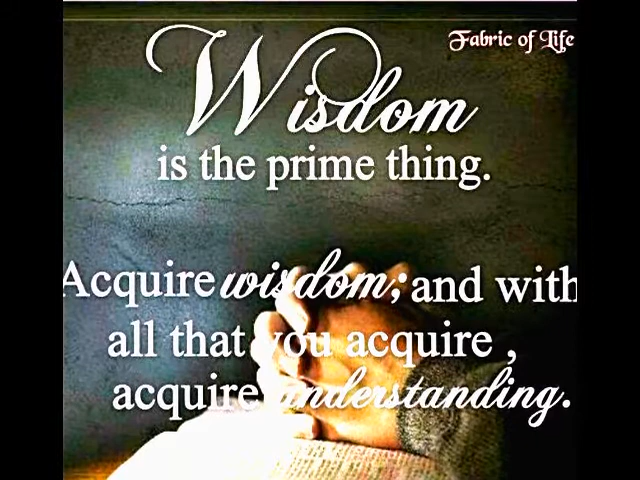 Fabric of Life
Wisdom
is the prime thing.
Acquire wisdom; and with
all that you acquire ,
acquire understanding.